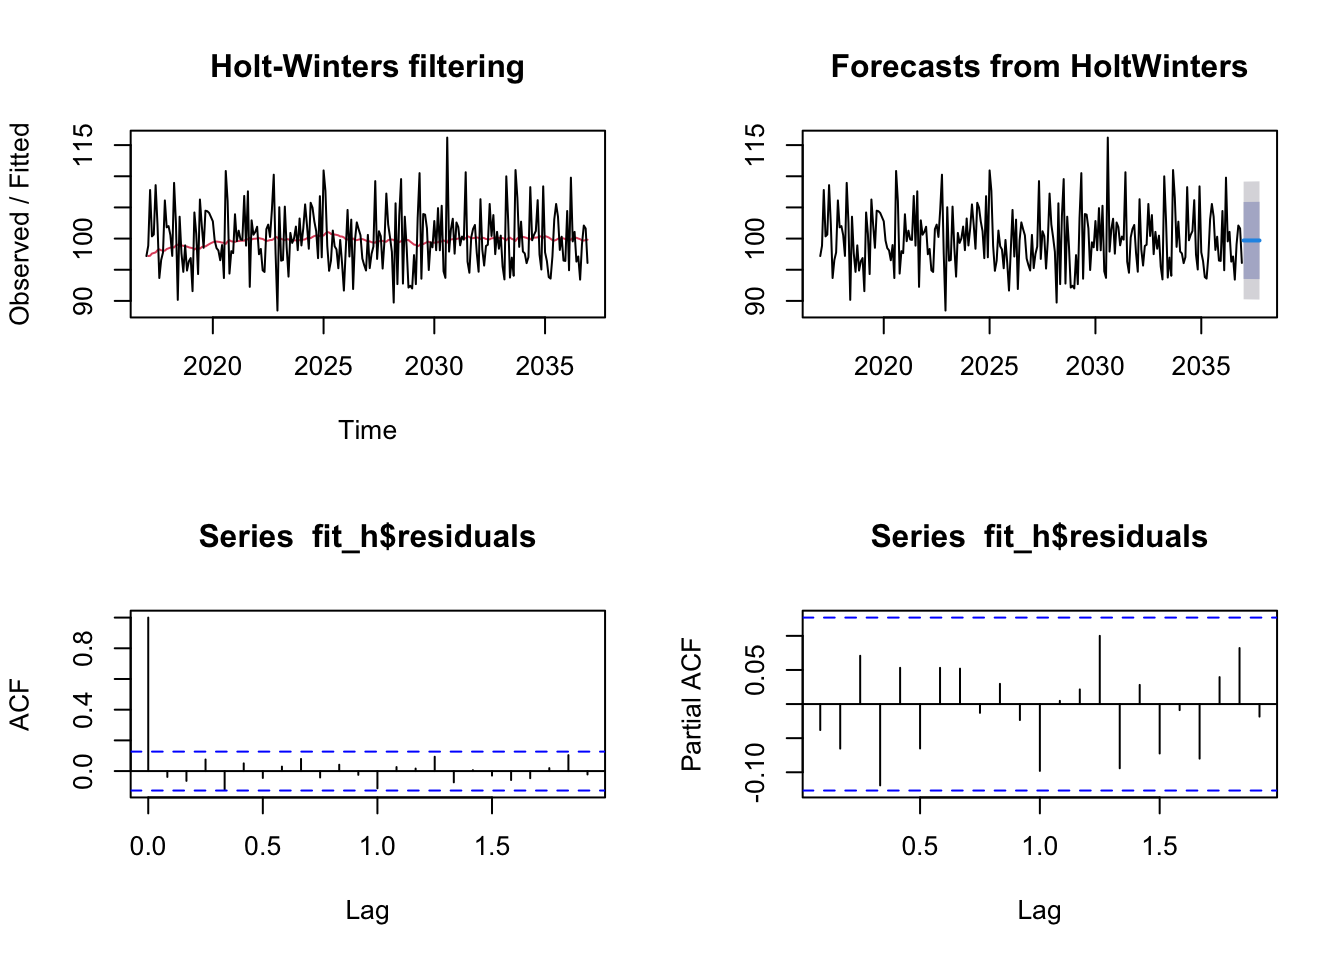 Holt-Winters filtering
Observed / Fitted
90 100 115
2020 2025 2030 2035
Time
Forecasts from HoltWinters
90 100 115
2020 2025 2030 2035
Series fit_h$residuals
ACF
0.0 0.4 0.8
0.0 0.5 1.0 1.5
Lag
Series fit_h$residuals
Partial ACF
-0.10 0.05
0.5 1.0 1.5
Lag